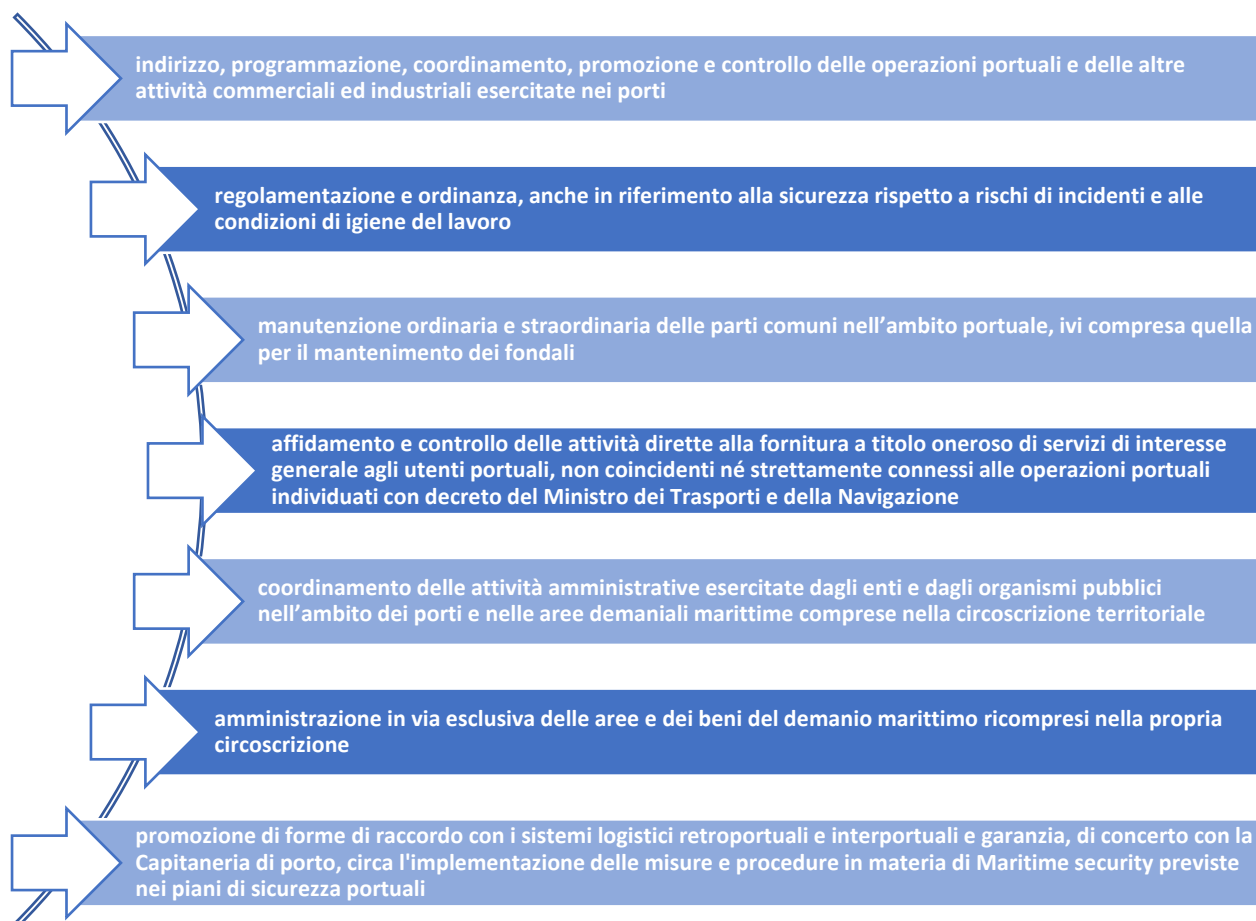 indirizzo, programmazione, coordinamento, promozione e controllo delle operazioni portuali e delle altre
attività commerciali ed industriali esercitate nei porti
regolamentazione e ordinanza, anche in riferimento alla sicurezza rispetto a rischi di incidenti e alle
condizioni di igiene del lavoro
manutenzione ordinaria e straordinaria delle parti comuni nell’ambito portuale, ivi compresa quella
per il mantenimento dei fondali
affidamento e controllo delle attività dirette alla fornitura a titolo oneroso di servizi di interesse
generale agli utenti portuali, non coincidenti né strettamente connessi alle operazioni portuali
individuati con decreto del Ministro dei Trasporti e della Navigazione
coordinamento delle attività amministrative esercitate dagli enti e dagli organismi pubblici
nell’ambito dei porti e nelle aree demaniali marittime comprese nella circoscrizione territoriale
amministrazione in via esclusiva delle aree e dei beni del demanio marittimo ricompresi nella propria
circoscrizione
promozione di forme di raccordo con i sistemi logistici retroportuali e interportuali e garanzia, di concerto con la
Capitaneria di porto, circa l'implementazione delle misure e procedure in materia di Maritime security previste
nei piani di sicurezza portuali